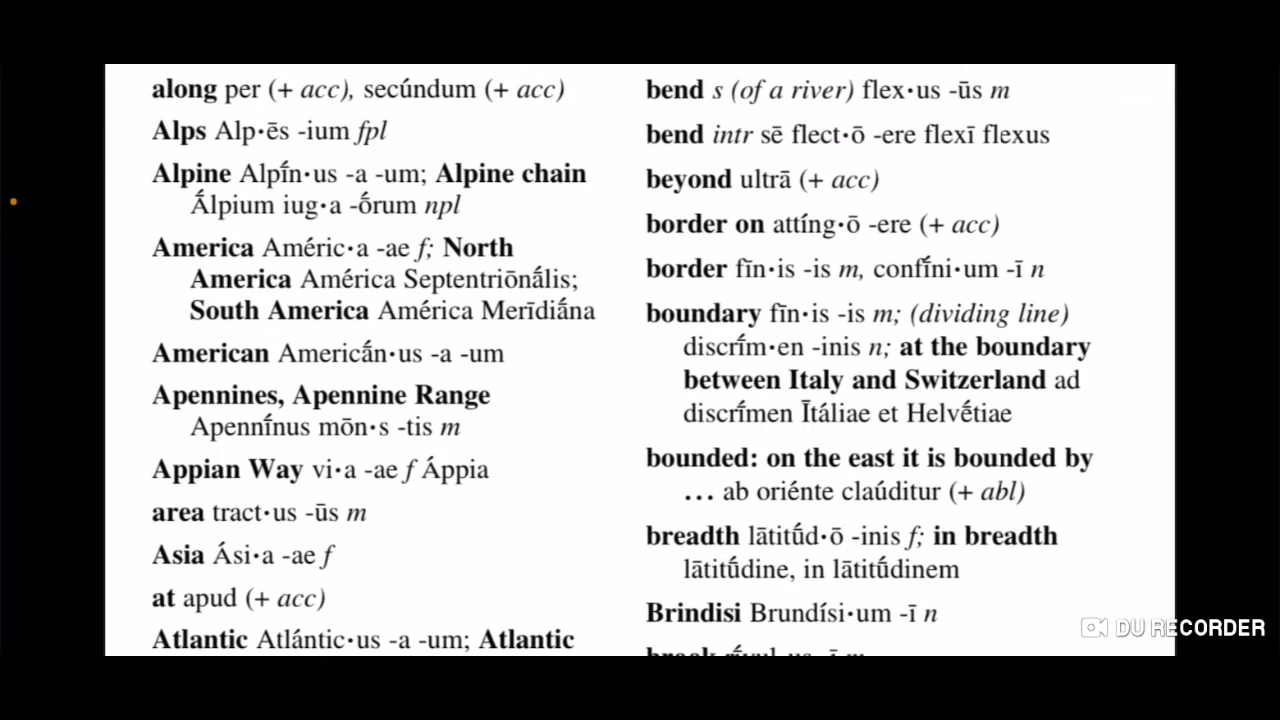 along per (+ acc), secúndum (+ acc)
Alps Alp·ēs -ium fpl
Alpine Alpī́n·us -a -um; Alpine chain
Ā́lpium iug·a -ṓrum npl
America Améric·a -ae f; North
America América Septentriōnā́lis;
South America América Merīdiā́na
American Americā́n·us -a -um
Apennines, Apennine Range
Apennī́nus mōn·s -tis m
Appian Way vi·a -ae f Áppia
area tract·us -ūs m
Asia Ási·a -ae f
at apud (+ acc)
Atlantic Atlántic·us -a -um; Atlantic
bend s (of a river) flex·us -ūs m
bend intr sē flect·ō -ere flexī flexus
beyond ultrā (+ acc)
border on attíng·ō -ere (+ acc)
border fīn·is -is m, confī́ni·um -ī n
boundary fīn·is -is m; (dividing line)
discrī́m·en -inis n; at the boundary
between Italy and Switzerland ad
discrī́men Ītáliae et Helvḗtiae
bounded: on the east it is bounded by
... ab oriénte claúditur (+ abl)
breadth lātitū́d·ō -inis f; in breadth
lātitū́dine, in lātitū́dinem
Brindisi Brundísi·um -ī n
DU RECORDER